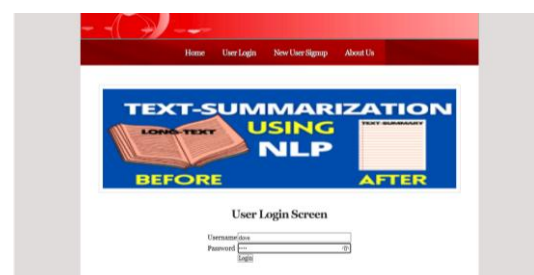 Home User Login New User Signup About Us
TEXT-SUMMARIZATION
USING
NLP
LONG-TEXT
TEXT-SUMMARY
BEFORE
AFTER
User Login Screen
Username
Password
Login